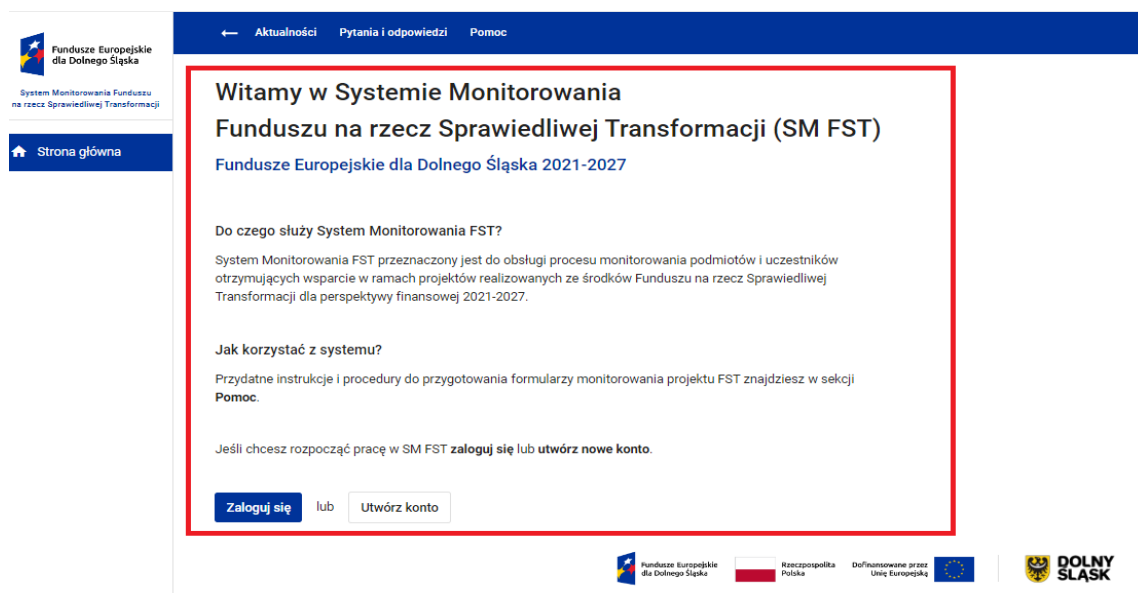 Fundusze Europejskie
dla Dolnego Śląska
System Monitorowania Funduszu
na rzecz Sprawiedliwej Transformacji
Strona główna
← Aktualności Pytania i odpowiedzi Pomoc
Witamy w Systemie Monitorowania
Funduszu na rzecz Sprawiedliwej Transformacji (SM FST)
Fundusze Europejskie dla Dolnego Śląska 2021-2027
Do czego służy System Monitorowania FST?
System Monitorowania FST przeznaczony jest do obsługi procesu monitorowania podmiotów i uczestników
otrzymujących wsparcie w ramach projektów realizowanych ze środków Funduszu na rzecz Sprawiedliwej
Transformacji dla perspektywy finansowej 2021-2027.
Jak korzystać z systemu?
Przydatne instrukcje i procedury do przygotowania formularzy monitorowania projektu FST znajdziesz w sekcji
Pomoc.
Jeśli chcesz rozpocząć pracę w SM FST zaloguj się lub utwórz nowe konto.
Zaloguj się lub Utwórz konto
Fundusze Europejskie
dla Dolnego Śląska
Rzeczpospolita
Polska
Dofinansowane przez
Unię Europejską
DOLNY
ŚLĄSK